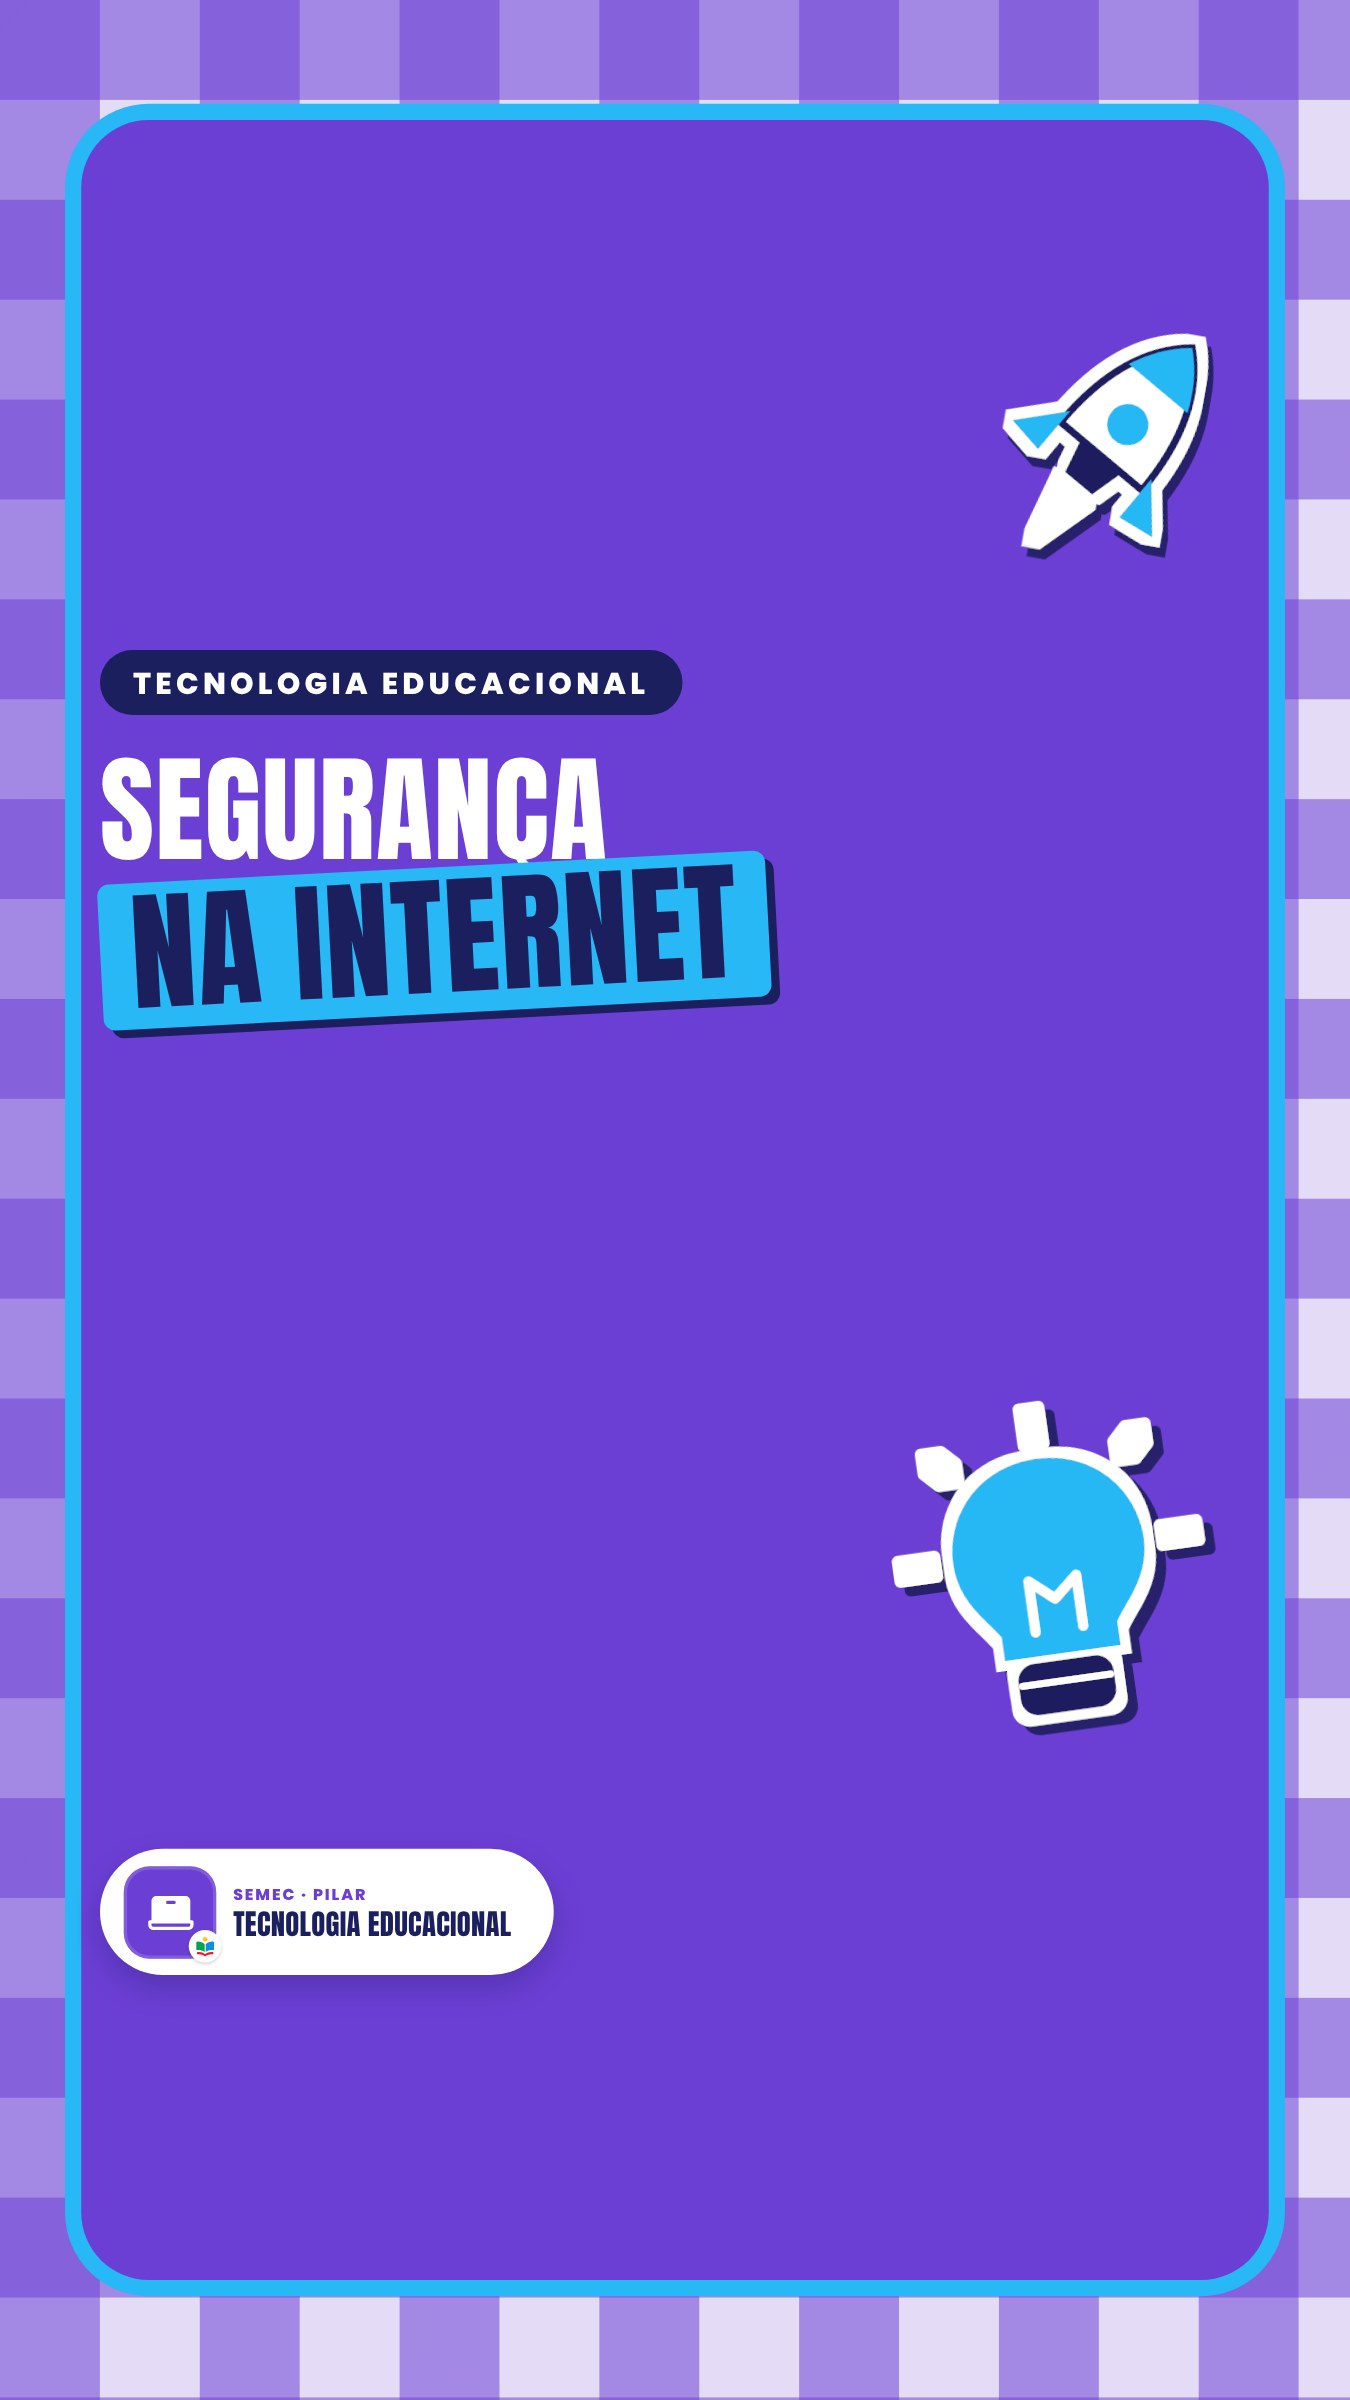 TECNOLOGIA EDUCACIONAL
SEGURANÇA
NA INTERNET
M
SEMEC · PILAR
TECNOLOGIA EDUCACIONAL